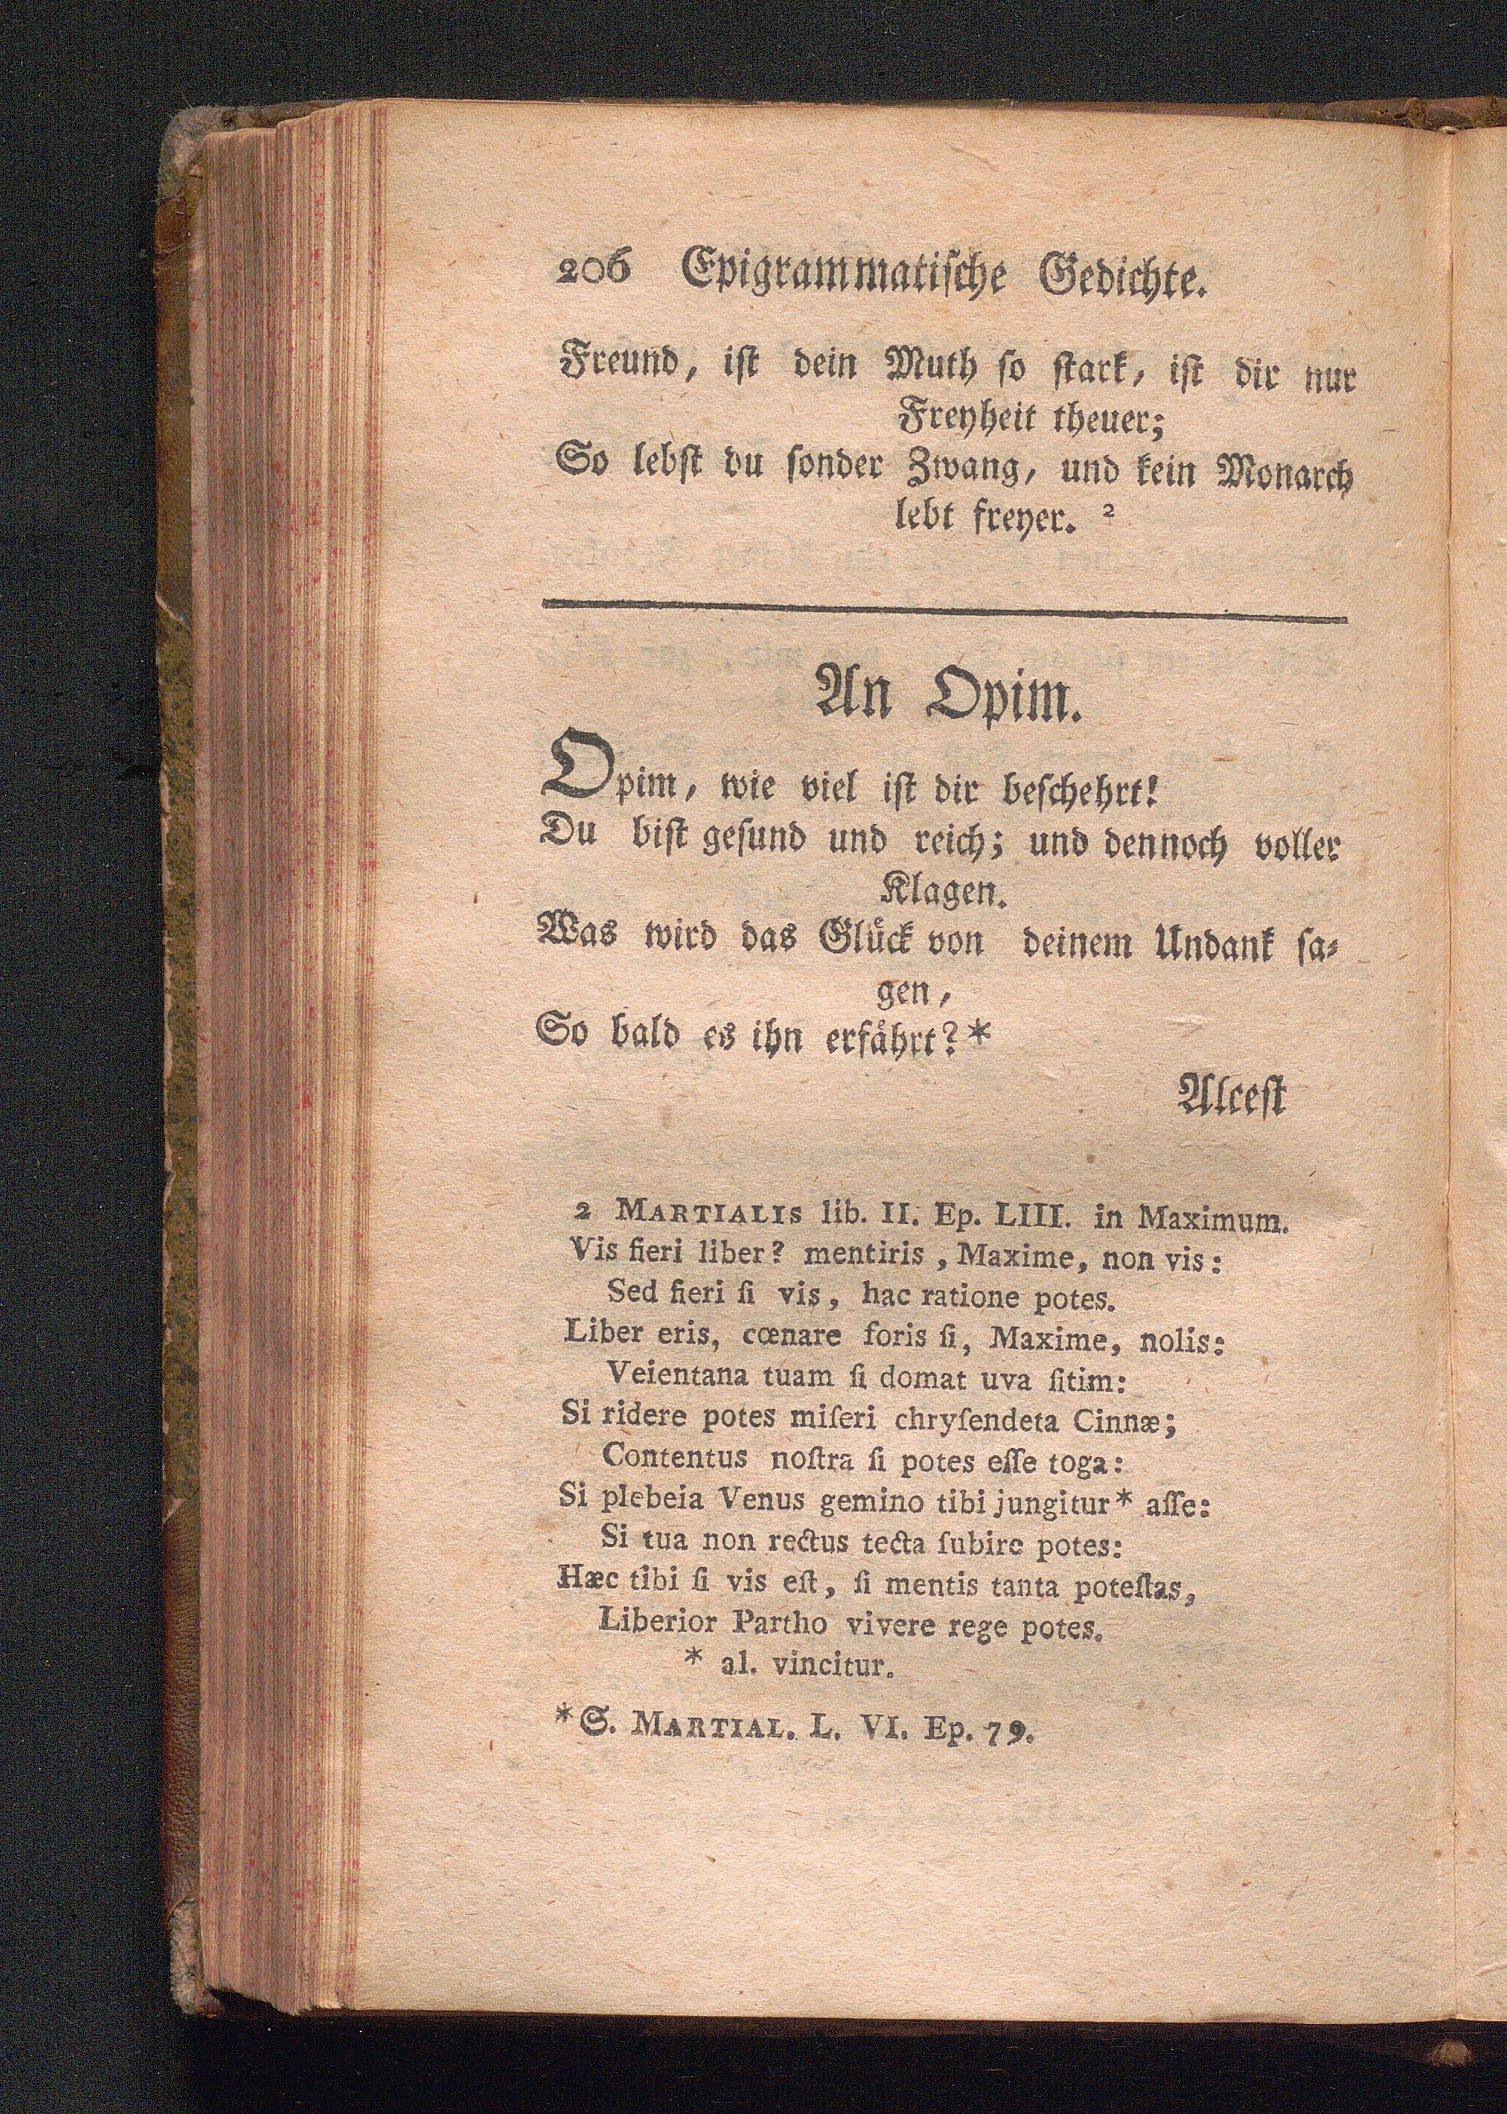 206 Epigrammatiſche Gedichte.
Freund, iſt dein Muth ſo ſtark, iſt dir nur
Freyheit theuer;
So lebſt du ſonder Zwang, und kein Monarch
lebt freyer. ²
An Opim.
Opim, wie viel iſt dir beſchehrt!
Du biſt geſund und reich; und dennoch voller
Klagen.
Was wird das Gluͤck von deinem Undank ſa-
gen,
So bald es ihn erfaͤhrt?*
Alceſt
2 MARTIALIS lib. II. Ep. LIII. in Maximum.
Vis fieri liber? mentiris, Maxime, non vis:
Sed fieri ſi vis, hac ratione potes.
Liber eris, cœnare foris ſi, Maxime, nolis:
Veientana tuam ſi domat uva ſitim:
Si ridere potes miſeri chryſendeta Cinnæ;
Contentus noſtra ſi potes eſſe toga:
Si plebeia Venus gemino tibi jungitur* aſſe:
Si tua non rectus tecta ſubire potes:
Hæc tibi ſi vis eſt, ſi mentis tanta poteſtas,
Liberior Partho vivere rege potes.
* al. vincitur.
* S. MARTIAL. L. VI. Ep. 79.